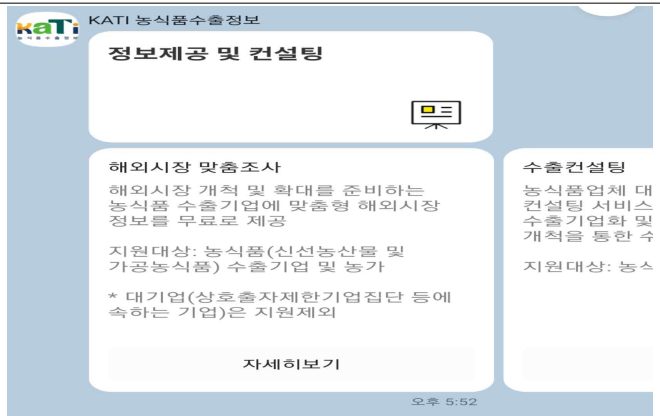 KaTi
농식품수출정보
KATI 농식품수출정보
정보제공 및 컨설팅
해외시장 맞춤조사
해외시장 개척 및 확대를 준비하는
농식품 수출기업에 맞춤형 해외시장
정보를 무료로 제공
지원대상: 농식품(신선농산물 및
가공농식품) 수출기업 및 농가
* 대기업(상호출자제한기업집단 등에
속하는 기업)은 지원제외
자세히보기
수출컨설팅
농식품업체 대
컨설팅 서비스
수출기업화 및
개척을 통한 수
지원대상: 농식
오후 5:52